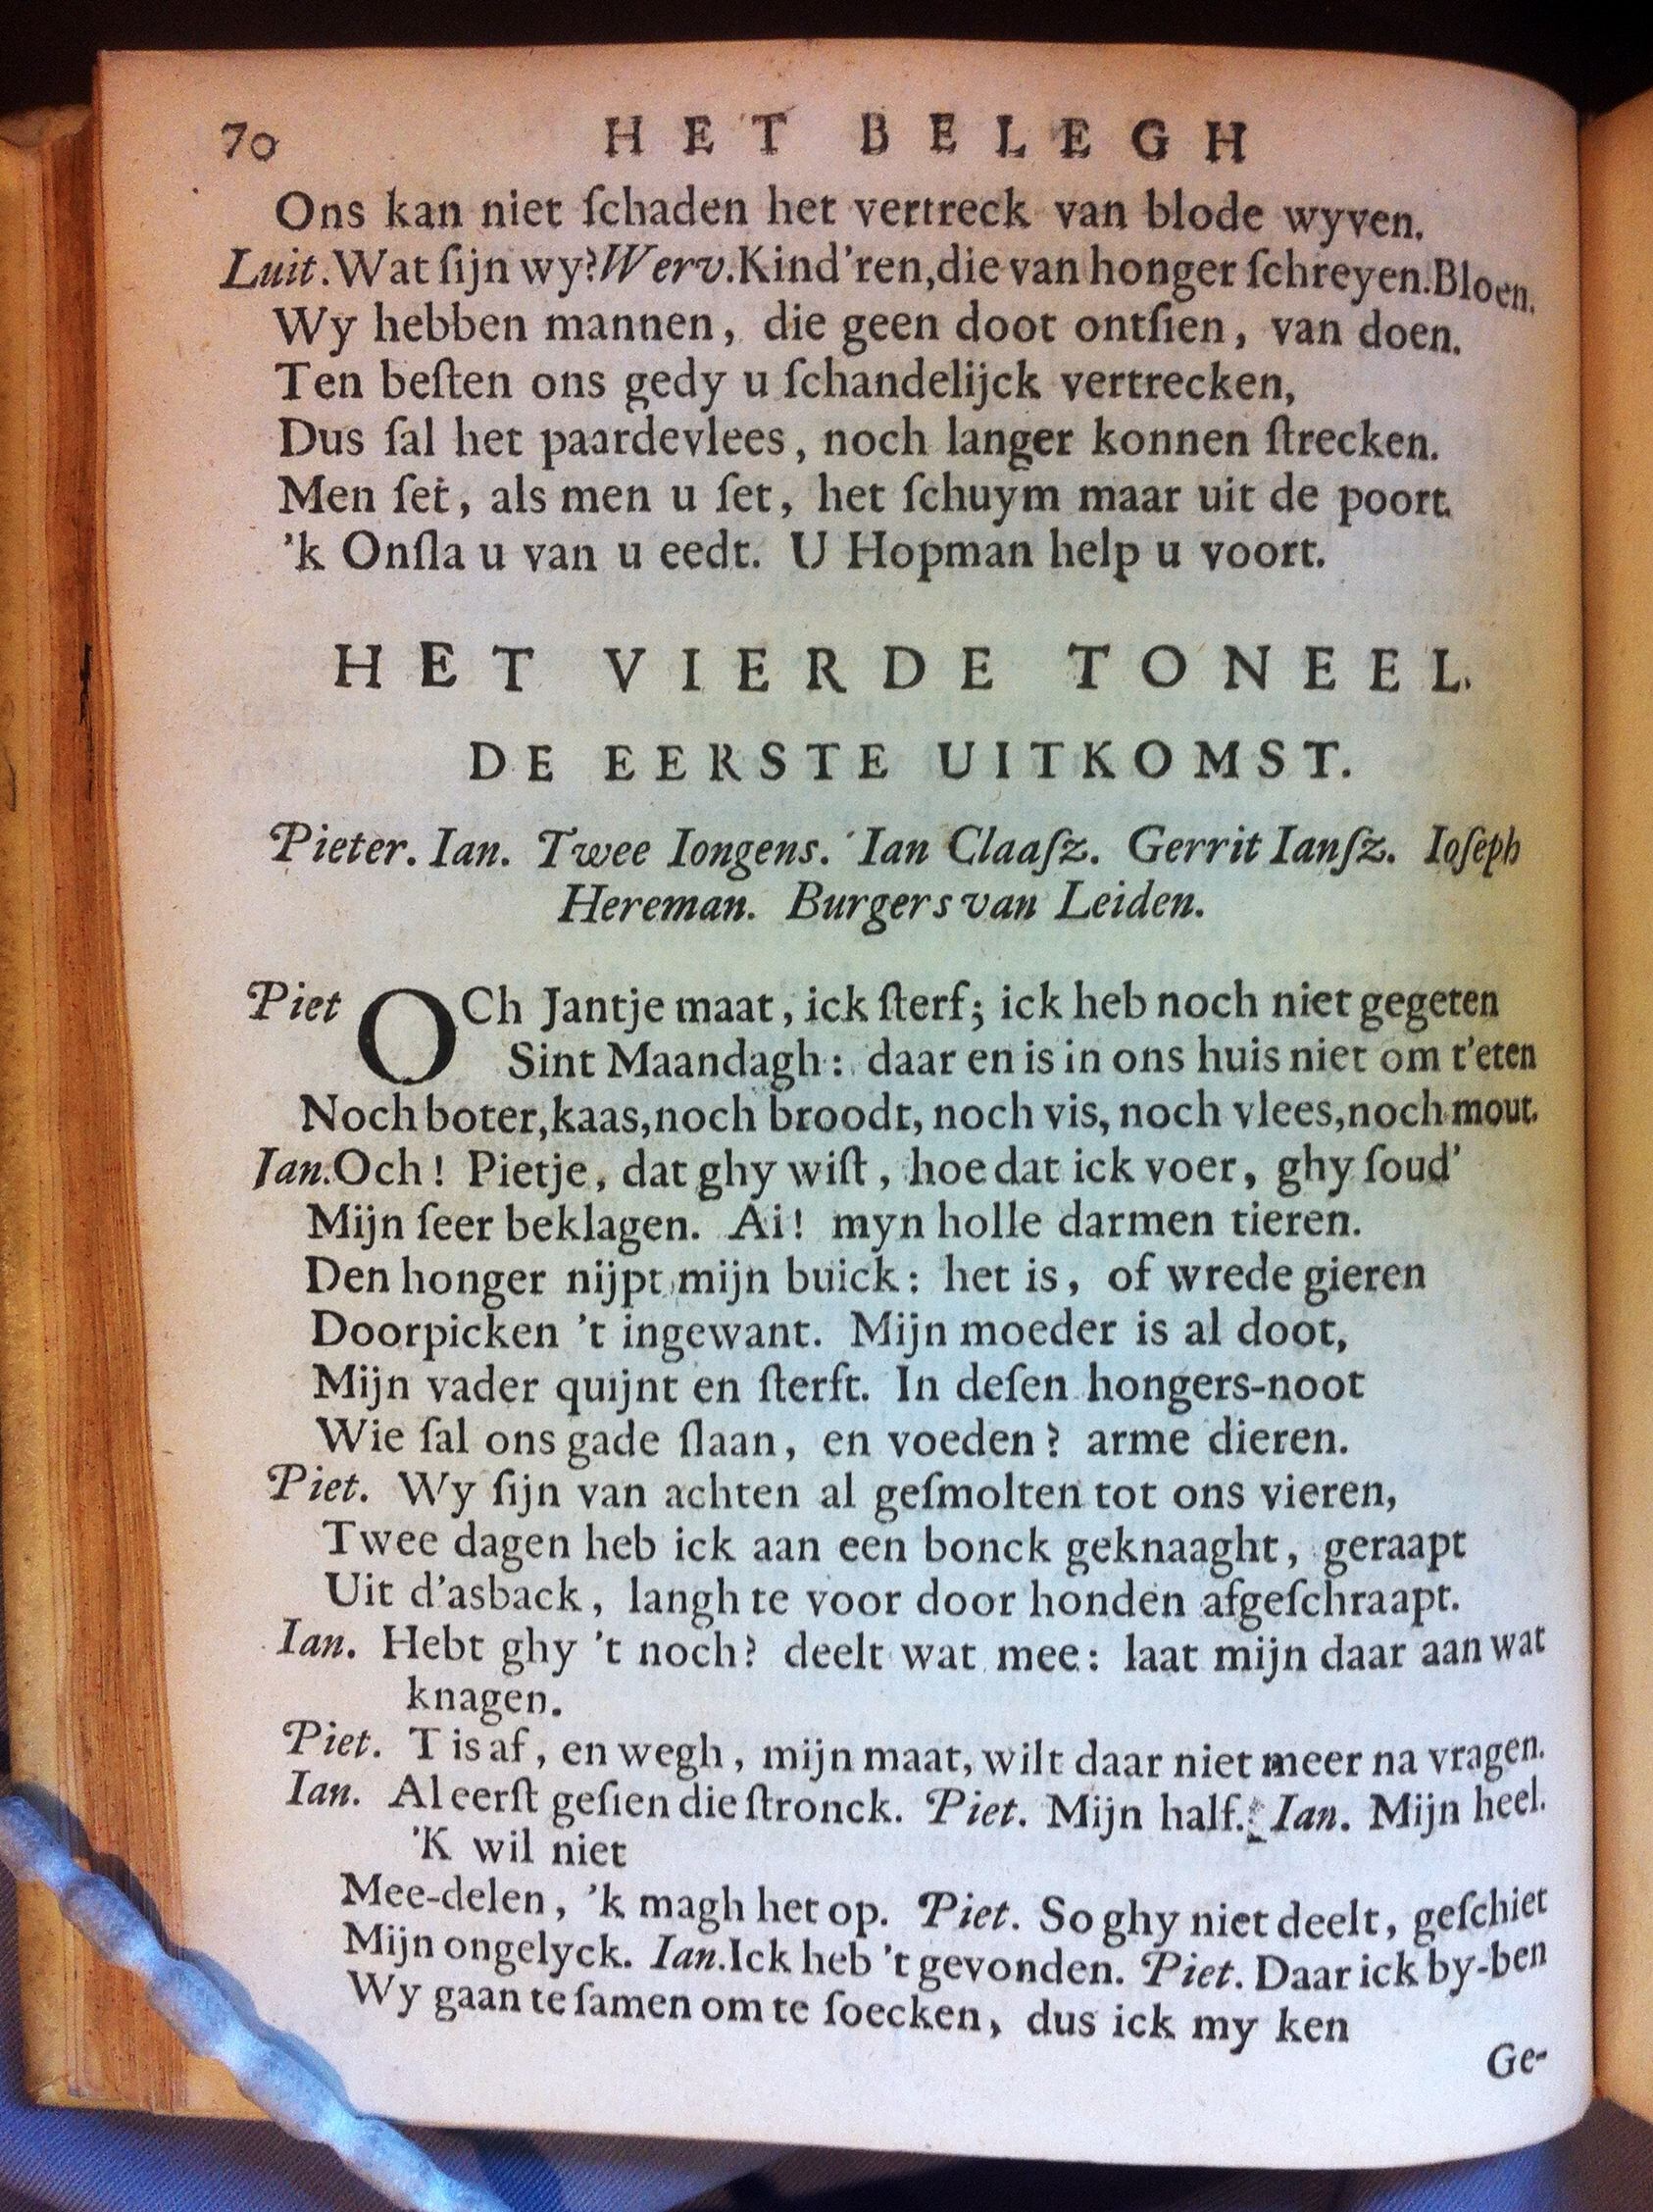 70 HET BELEGH
Ons kan niet ſchaden het vertreck van blode wyven.
Luit. Wat ſijn wy? Werv. Kind'ren, die van honger ſchreyen. Bloen.
Wy hebben mannen, die geen doot ontſien, van doen.
Ten beſten ons gedy u ſchandelijck vertrecken,
Dus ſal het paardevlees, noch langer konnen ſtrecken.
Men ſet, als men u ſet, het ſchuym maar uit de poort.
'k Onſla u van u eedt. U Hopman help u voort.
HET VIERDE TONEEL.
DE EERSTE UITKOMST.
Pieter. Ian. Twee Iongens. Ian Claaſz. Gerrit Ianſz. Ioſeph
Hereman. Burgers van Leiden.
Piet OCh Jantje maat, ick ſterf; ick heb noch niet gegeten
Sint Maandagh: daar en is in ons huis niet om t'eten
Noch boter, kaas, noch broodt, noch vis, noch vlees, noch mout.
Ian. Och! Pietje, dat ghy wiſt, hoe dat ick voer, ghy ſoud'
Mijn ſeer beklagen. Ai! myn holle darmen tieren.
Den honger nijpt mijn buick: het is, of wrede gieren
Doorpicken 't ingewant. Mijn moeder is al doot,
Mijn vader quijnt en ſterft. In deſen hongers-noot
Wie ſal ons gade ſlaan, en voeden? arme dieren.
Piet. Wy ſijn van achten al geſmolten tot ons vieren,
Twee dagen heb ick aan een bonck geknaaght, geraapt
Uit d'asback, langh te voor door honden afgeſchraapt.
Ian. Hebt ghy 't noch? deelt wat mee: laat mijn daar aan wat
knagen.
Piet. T is af, en wegh, mijn maat, wilt daar niet meer na vragen.
Ian. Al eerſt geſien die ſtronck. Piet. Mijn half. Ian. Mijn heel.
'K wil niet
Mee-delen, 'k magh het op. Piet. So ghy niet deelt, geſchiet
Mijn ongelyck. Ian. Ick heb 't gevonden. Piet. Daar ick by-ben
Wy gaan te ſamen om te ſoecken, dus ick my ken
Ge-